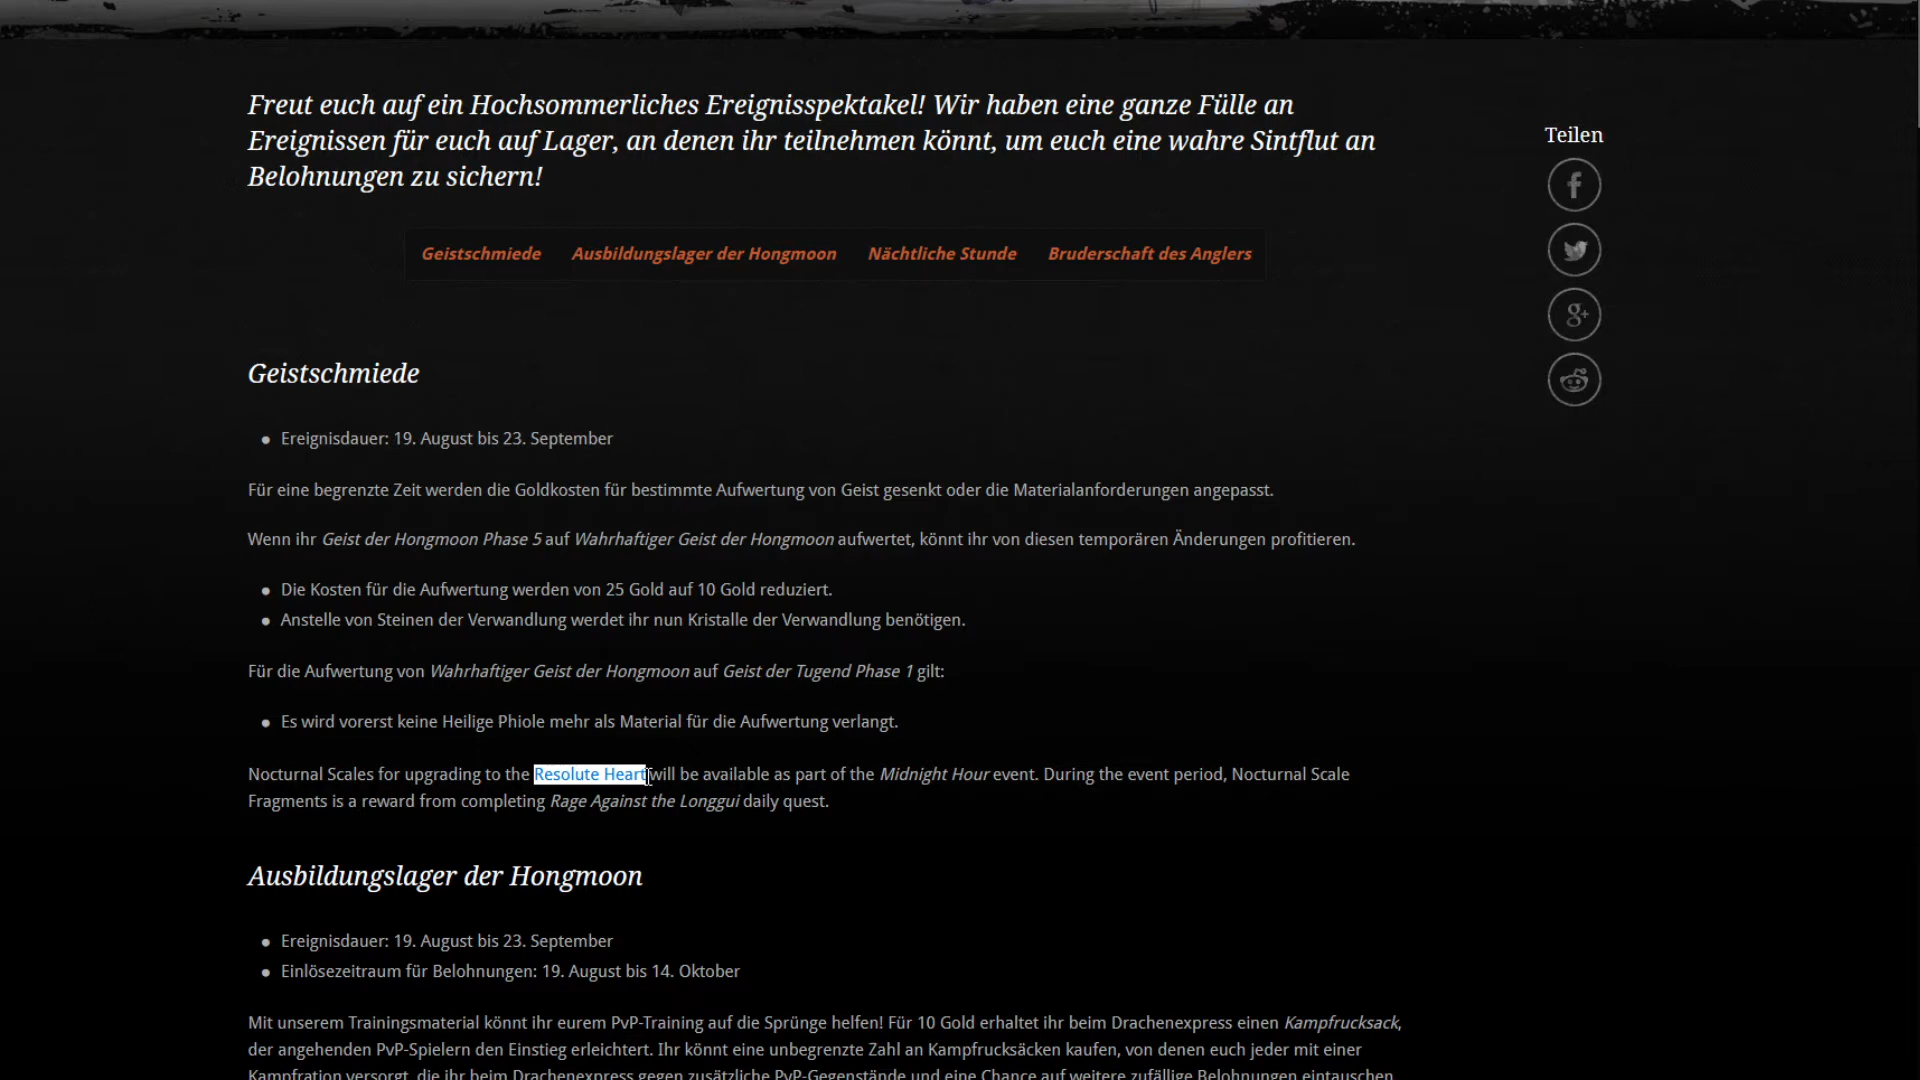 Freut euch auf ein Hochsommerliches Ereignisspektakel! Wir haben eine ganze Fülle an
Ereignissen für euch auf Lager, an denen ihr teilnehmen könnt, um euch eine wahre Sintflut an
Belohnungen zu sichern!
Teilen
Geistschmiede Ausbildungslager der Hongmoon Nächtliche Stunde Bruderschaft des Anglers
Geistschmiede
Ereignisdauer: 19. August bis 23. September
Für eine begrenzte Zeit werden die Goldkosten für bestimmte Aufwertung von Geist gesenkt oder die Materialanforderungen angepasst.
Wenn ihr Geist der Hongmoon Phase 5 auf Wahrhaftiger Geist der Hongmoon aufwertet, könnt ihr von diesen temporären Änderungen profitieren.
Die Kosten für die Aufwertung werden von 25 Gold auf 10 Gold reduziert.
Anstelle von Steinen der Verwandlung werdet ihr nun Kristalle der Verwandlung benötigen.
Für die Aufwertung von Wahrhaftiger Geist der Hongmoon auf Geist der Tugend Phase 1 gilt:
Es wird vorerst keine Heilige Phiole mehr als Material für die Aufwertung verlangt.
Nocturnal Scales for upgrading to the Resolute Heart will be available as part of the Midnight Hour event. During the event period, Nocturnal Scale
Fragments is a reward from completing Rage Against the Longgui daily quest.
Ausbildungslager der Hongmoon
Ereignisdauer: 19. August bis 23. September
Einlösezeitraum für Belohnungen: 19. August bis 14. Oktober
Mit unserem Trainingsmaterial könnt ihr eurem PvP-Training auf die Sprünge helfen! Für 10 Gold erhaltet ihr beim Drachenexpress einen Kampfrucksack,
der angehenden PvP-Spielern den Einstieg erleichtert. Ihr könnt eine unbegrenzte Zahl an Kampfrucksäcken kaufen, von denen euch jeder mit einer
Kampfration versorgt, die ihr beim Drachenexpress gegen zusätzliche PvP-Gegenstände und eine Chance auf weitere zufällige Belohnungen eintauschen